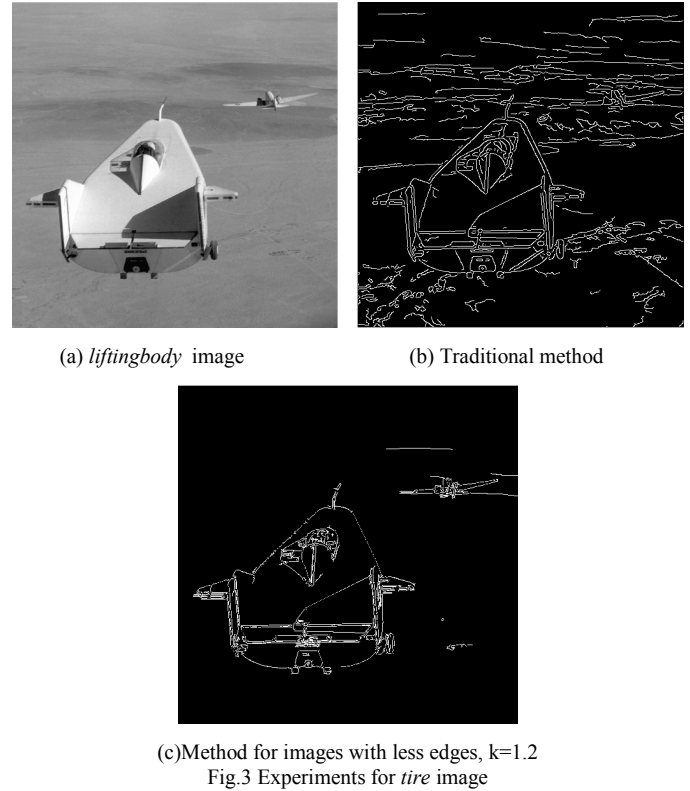 (a) liftingbody image
(b) Traditional method
(c)Method for images with less edges, k=1.2
Fig.3 Experiments for tire image